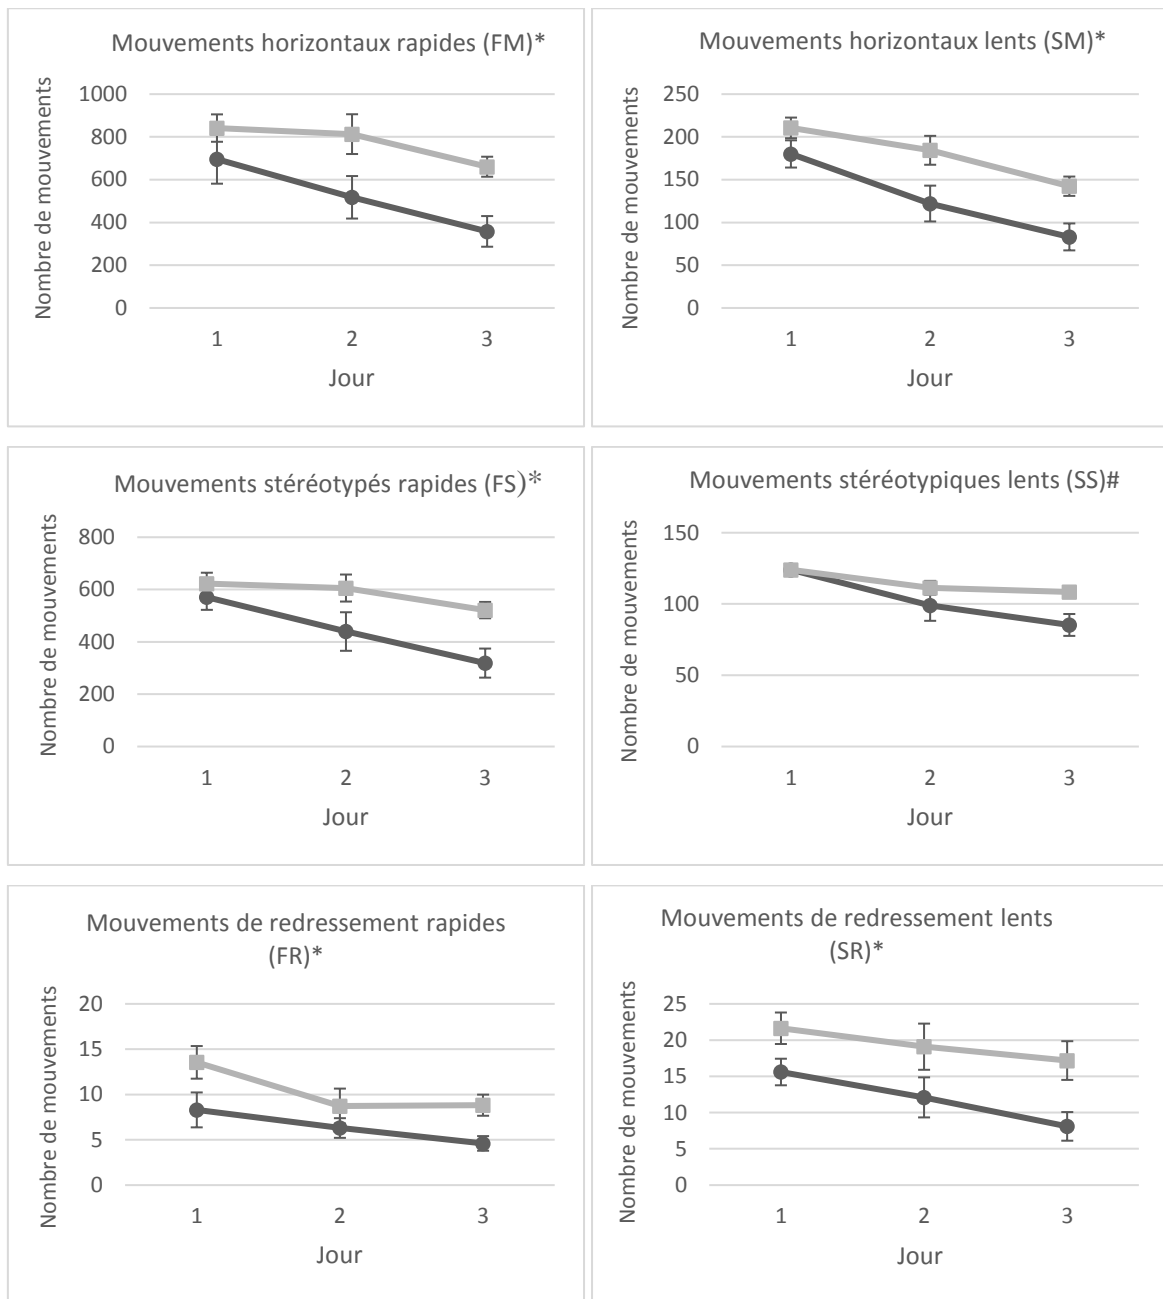 Mouvements horizontaux rapides (FM)*
Nombre de mouvements
1000
800
600
400
200
0
1 2 3
Jour
Mouvements horizontaux lents (SM)*
Nombre de mouvements
250
200
150
100
50
0
1 2 3
Jour
Mouvements stéréotypés rapides (FS)*
Nombre de mouvements
800
600
400
200
0
1 2 3
Jour
Mouvements stéréotypiques lents (SS)#
Nombre de mouvements
150
100
50
0
1 2 3
Jour
Mouvements de redressement rapides
(FR)*
Nombre de mouvements
20
15
10
5
0
1 2 3
Jour
Mouvements de redressement lents
(SR)*
Nombre de mouvements
25
20
15
10
5
0
1 2 3
Jour